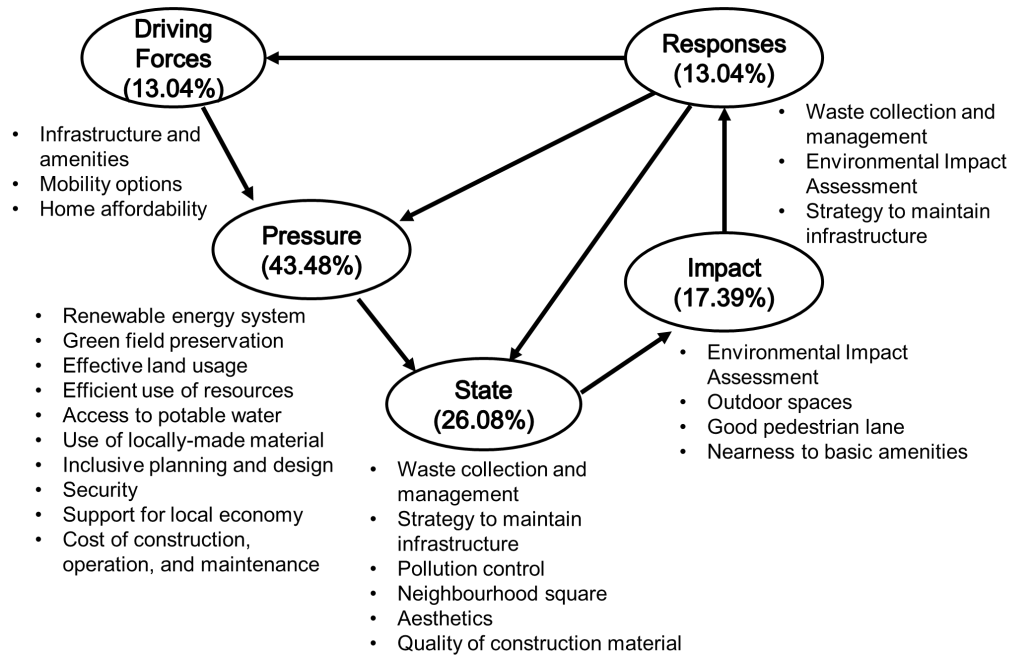 Driving
Forces
(13.04%)
• Infrastructure and
amenities
• Mobility options
• Home affordability
Responses
(13.04%)
• Waste collection and
management
• Environmental Impact
Assessment
• Strategy to maintain
infrastructure
Pressure
(43.48%)
• Renewable energy system
• Green field preservation
• Effective land usage
• Efficient use of resources
• Access to potable water
• Use of locally-made material
• Inclusive planning and design
• Security
• Support for local economy
• Cost of construction,
operation, and maintenance
Impact
(17.39%)
• Environmental Impact
Assessment
• Outdoor spaces
• Good pedestrian lane
• Nearness to basic amenities
State
(26.08%)
• Waste collection and
management
• Strategy to maintain
infrastructure
• Pollution control
• Neighbourhood square
• Aesthetics
• Quality of construction material